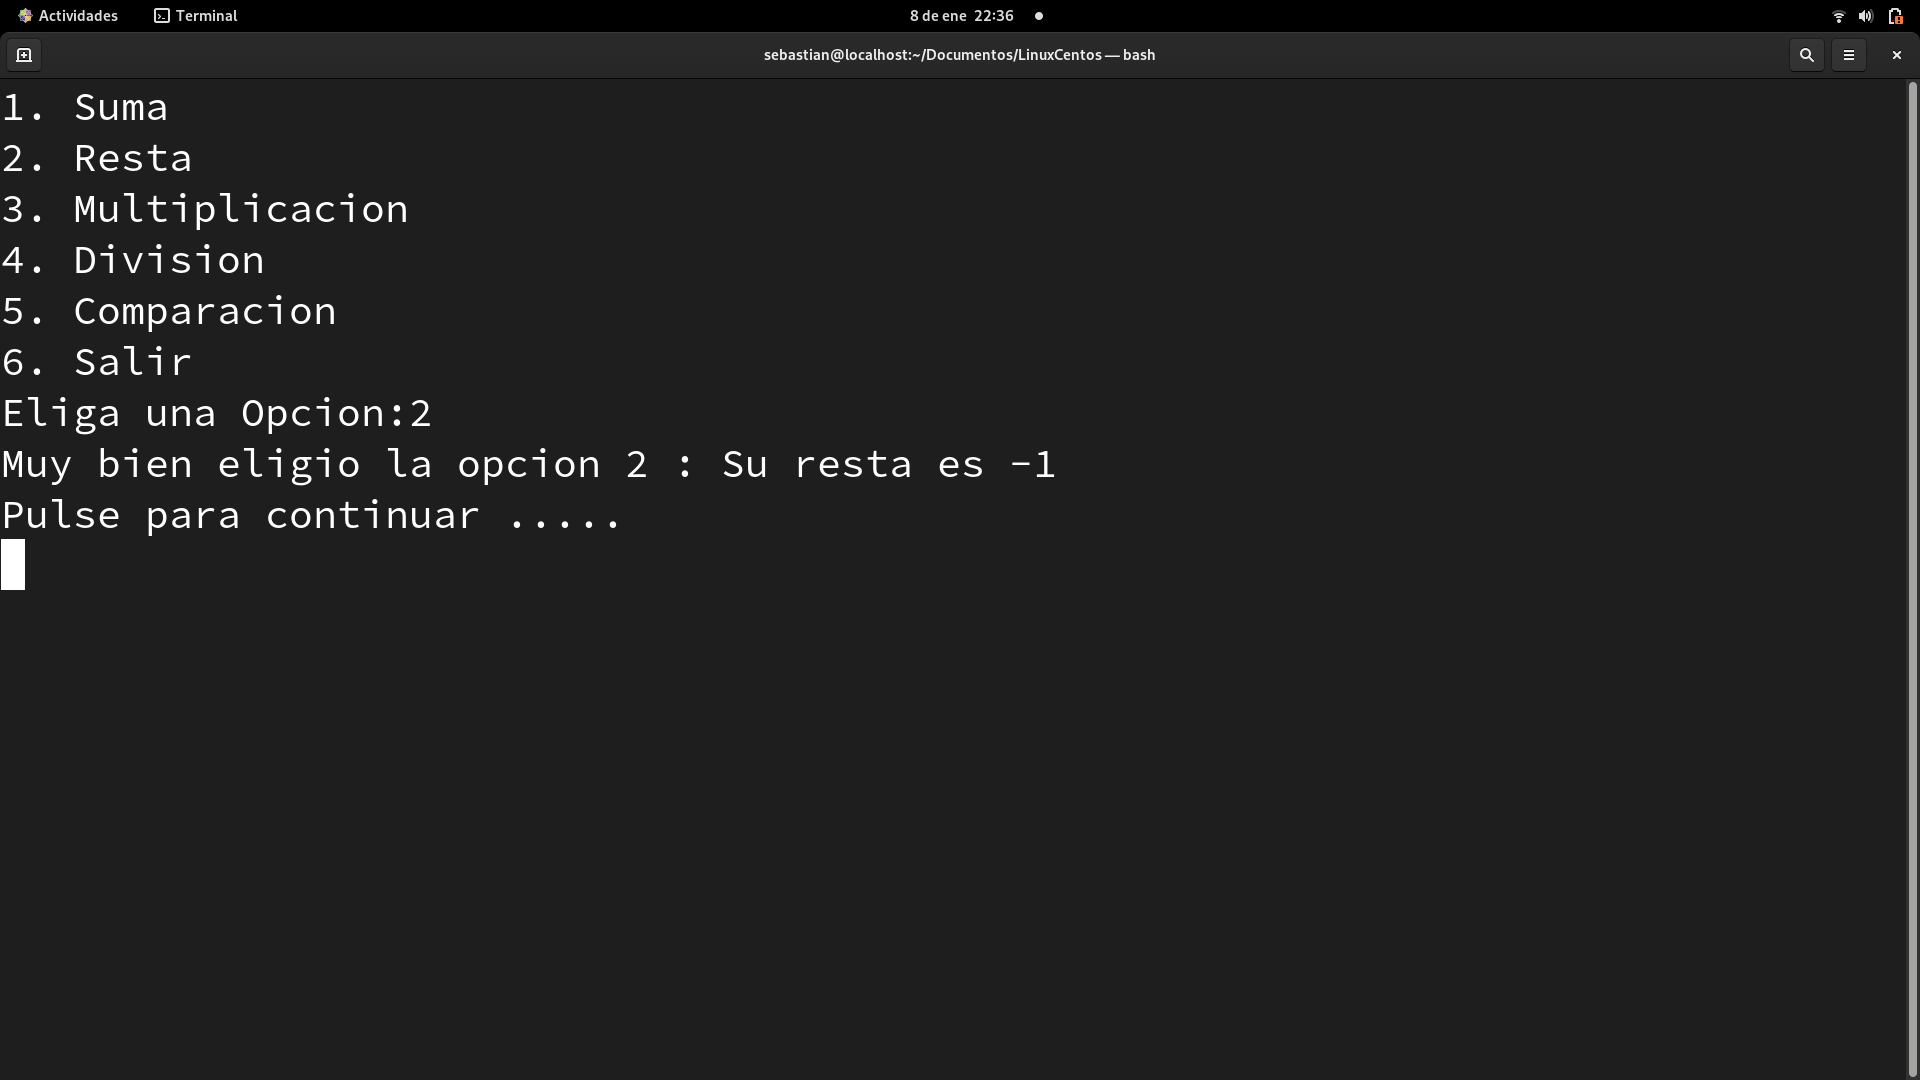 Actividades Terminal 8 de ene 22:36
sebastian@localhost:~/Documentos/LinuxCentos — bash
1. Suma
2. Resta
3. Multiplicacion
4. Division
5. Comparacion
6. Salir
Eliga una Opcion:2
Muy bien eligio la opcion 2 : Su resta es -1
Pulse para continuar .....